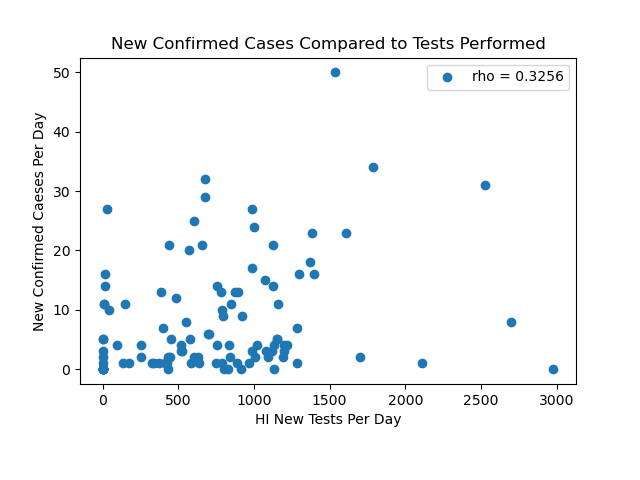 New Confirmed Cases Compared to Tests Performed
rho = 0.3256
New Confirmed Caeses Per Day
50
40
30
20
10
0
0 500 1000 1500 2000 2500 3000
HI New Tests Per Day